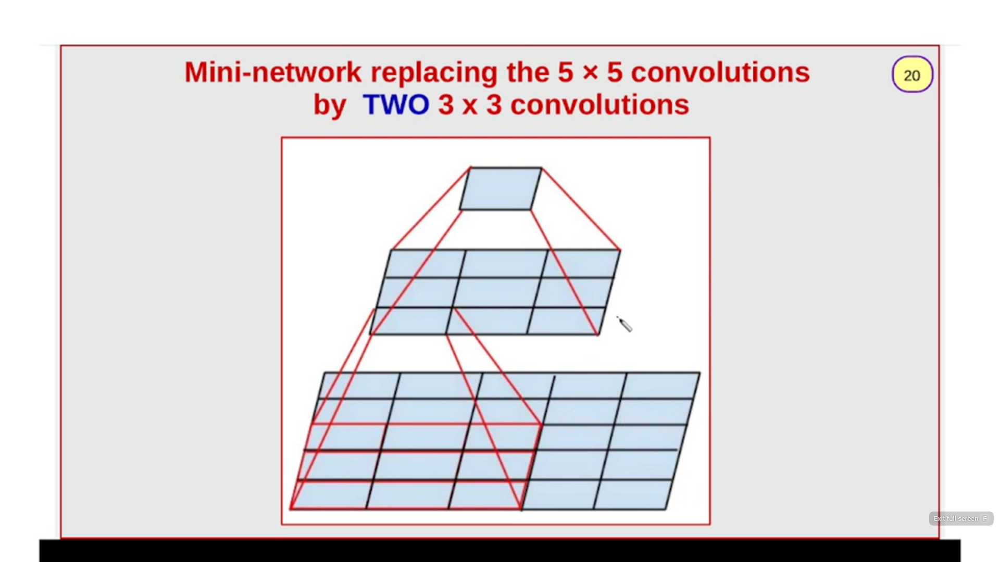 Mini-network replacing the 5 × 5 convolutions
by TWO 3 x 3 convolutions
20
Exit full screen F